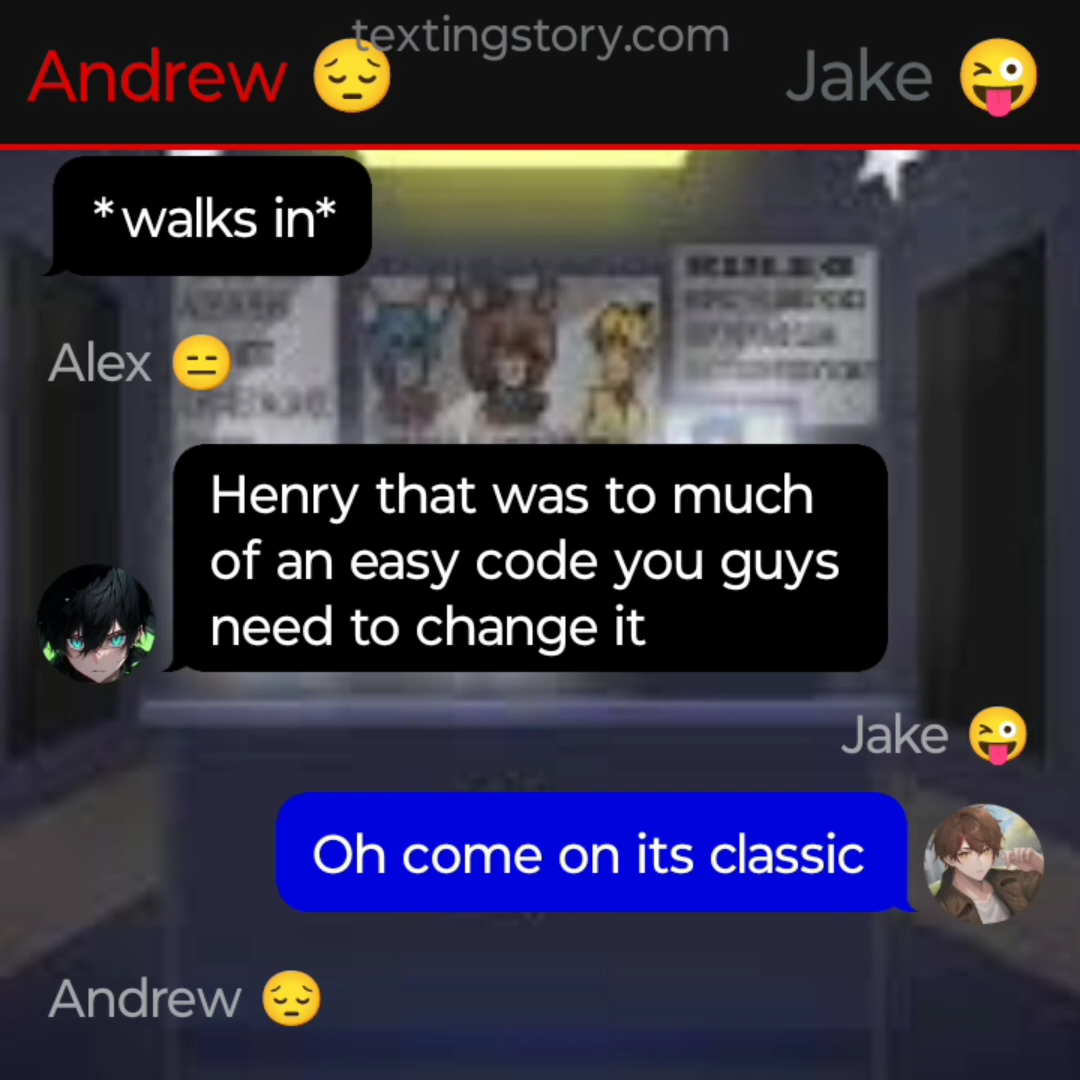 textingstory.com
Andrew 😔 Jake 😜
*walks in*
Alex 😑
Henry that was to much
of an easy code you guys
need to change it
Jake 😜
Oh come on its classic
Andrew 😔